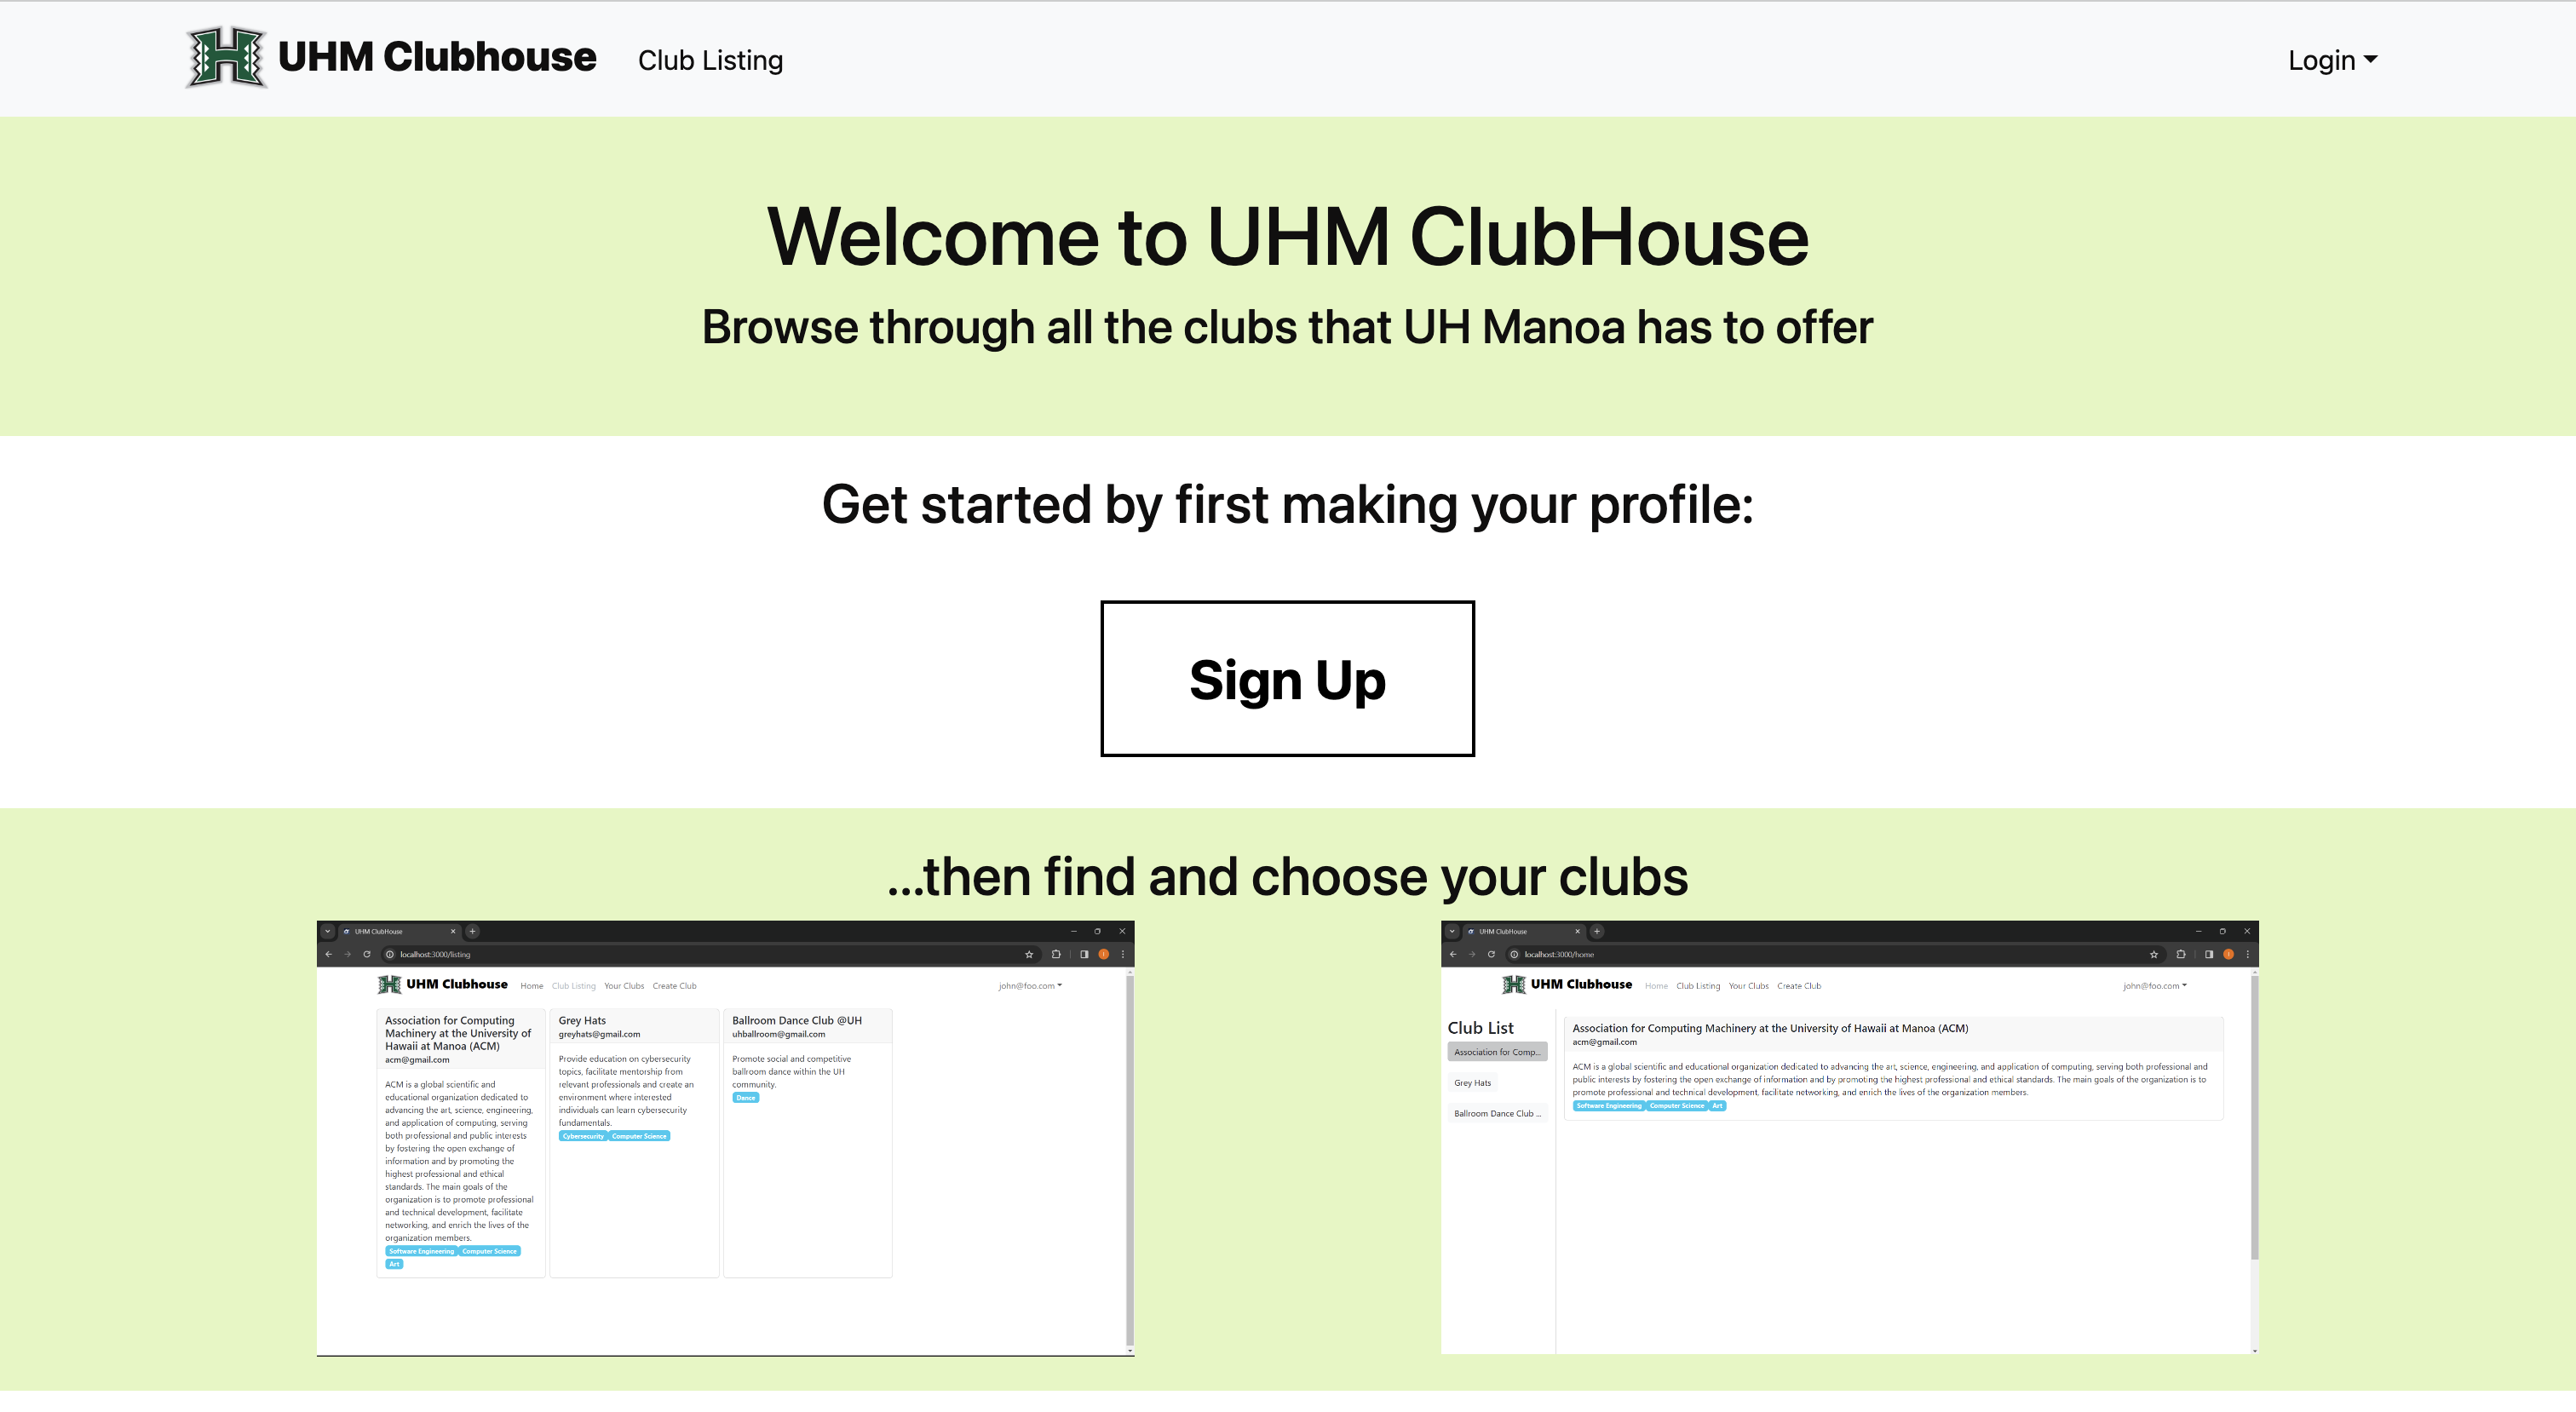 UHM Clubhouse Club Listing Login
Welcome to UHM ClubHouse
Browse through all the clubs that UH Manoa has to offer
Get started by first making your profile:
Sign Up
...then find and choose your clubs
UHM ClubHouse
localhost:3000/listing
UHM Clubhouse Home Club Listing Your Clubs Create Club john@foo.com
Association for Computing
Machinery at the University of
Hawaii at Manoa (ACM)
acm@gmail.com
ACM is a global scientific and
educational organization dedicated to
advancing the art, science, engineering,
and application of computing, serving
both professional and public interests
by fostering the open exchange of
information and by promoting the
highest professional and ethical
standards. The main goals of the
organization is to promote professional
and technical development, facilitate
networking, and enrich the lives of the
organization members.
Software Engineering Computer Science
Art
Grey Hats
greyhats@gmail.com
Provide education on cybersecurity
topics, facilitate mentorship from
relevant professionals and create an
environment where interested
individuals can learn cybersecurity
fundamentals.
Cybersecurity Computer Science
Ballroom Dance Club @UH
uhballroom@gmail.com
Promote social and competitive
ballroom dance within the UH
community.
Dance
UHM ClubHouse
localhost:3000/home
UHM Clubhouse Home Club Listing Your Clubs Create Club john@foo.com
Club List
Association for Comp...
Grey Hats
Ballroom Dance Club ...
Association for Computing Machinery at the University of Hawaii at Manoa (ACM)
acm@gmail.com
ACM is a global scientific and educational organization dedicated to advancing the art, science, engineering, and application of computing, serving both professional and
public interests by fostering the open exchange of information and by promoting the highest professional and ethical standards. The main goals of the organization is to
promote professional and technical development, facilitate networking, and enrich the lives of the organization members.
Software Engineering Computer Science Art